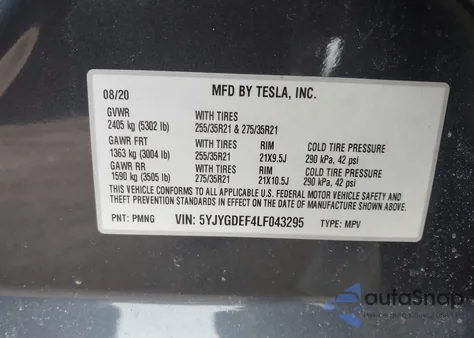 08/20 MFD BY TESLA, INC.
GVWR WITH TIRES
2405 kg (5302 lb) 255/35R21 & 275/35R21
GAWR FRT WITH TIRES RIM COLD TIRE PRESSURE
1363 kg (3004 lb) 255/35R21 21X9.5J 290 kPa, 42 psi
GAWR RR WITH TIRES RIM COLD TIRE PRESSURE
1590 kg (3505 lb) 275/35R21 21X10.5J 290 kPa, 42 psi
THIS VEHICLE CONFORMS TO ALL APPLICABLE U.S. FEDERAL MOTOR VEHICLE SAFETY AND
THEFT PREVENTION STANDARDS IN EFFECT ON THE DATE OF MANUFACTURE SHOWN ABOVE.
PNT: PMNG VIN: 5YJYGDEF4LF043295 TYPE: MPV
autoSnap